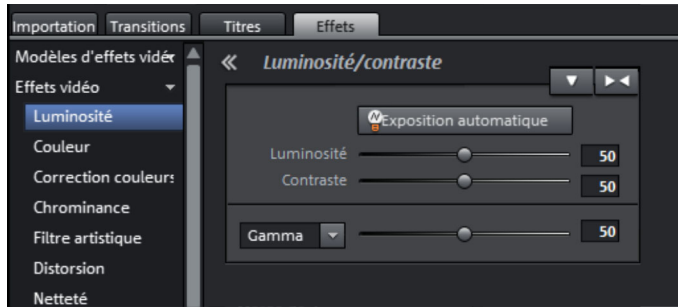 Importation Transitions Titres Effets
Modèles d'effets vidé
Effets vidéo
Luminosité
Couleur
Correction couleurs
Chrominance
Filtre artistique
Distorsion
Netteté
Luminosité/contraste
Exposition automatique
Luminosité 50
Contraste 50
Gamma 50